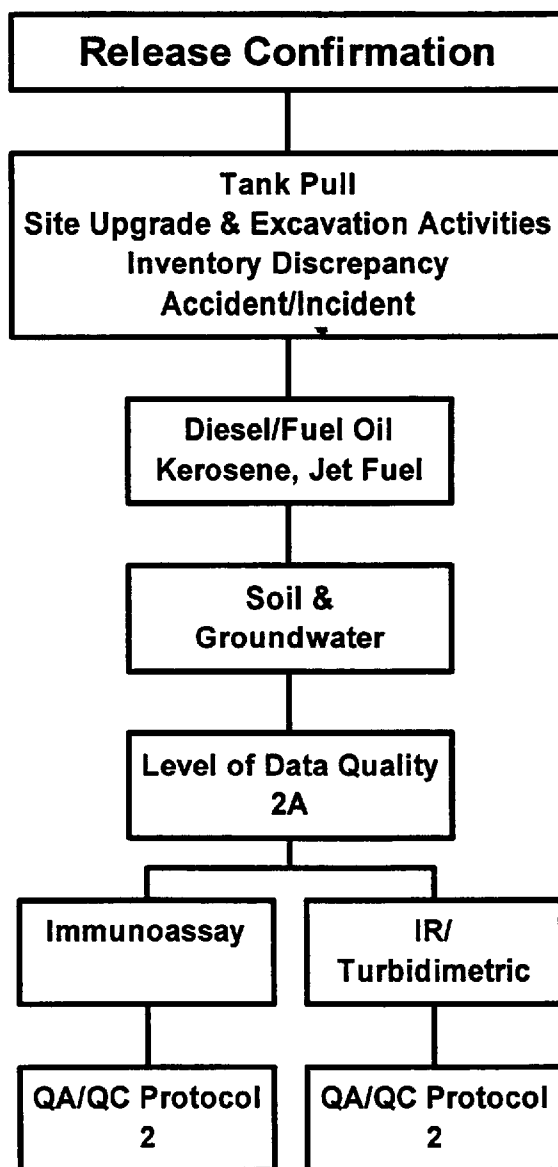 Release Confirmation
Tank Pull
Site Upgrade & Excavation Activities
Inventory Discrepancy
Accident/Incident
Diesel/Fuel Oil
Kerosene, Jet Fuel
Soil &
Groundwater
Level of Data Quality
2A
Immunoassay
IR/
Turbidimetric
QA/QC Protocol
2
QA/QC Protocol
2